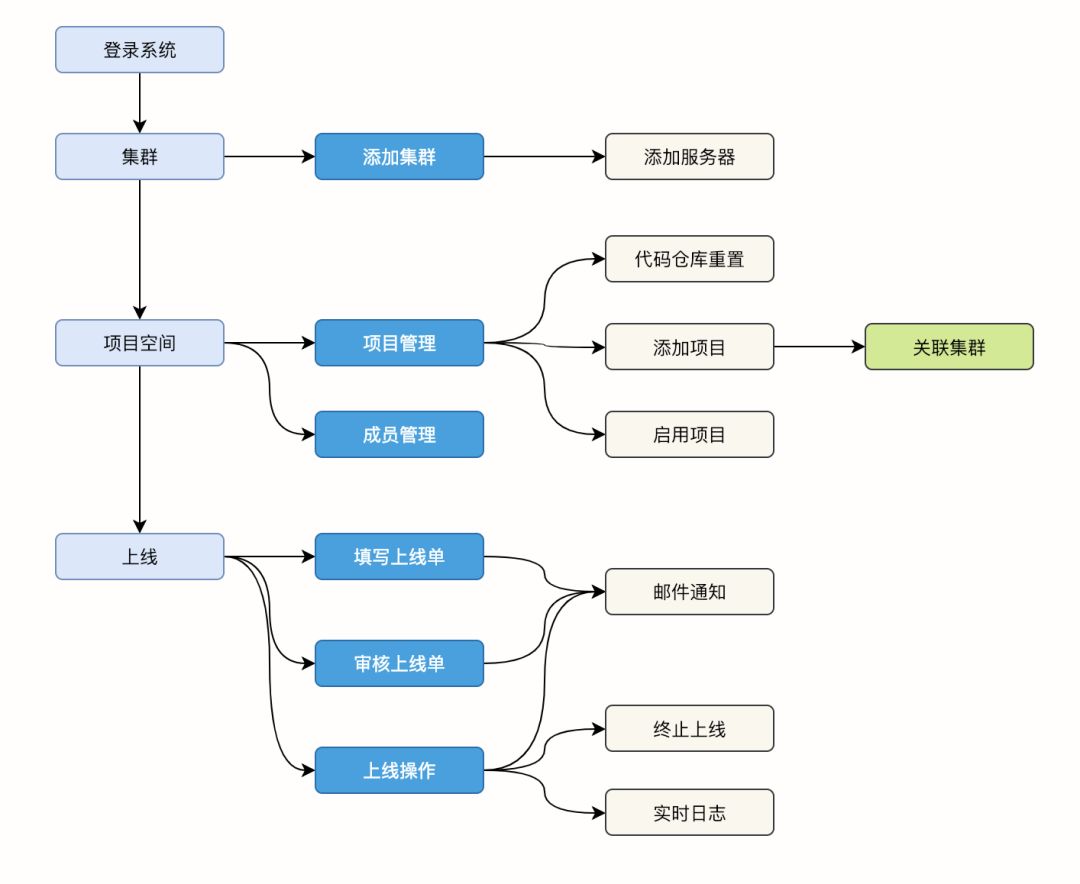 登录系统
集群
添加集群
添加服务器
代码仓库重置
项目空间
项目管理
添加项目
关联集群
成员管理
启用项目
上线
填写上线单
邮件通知
审核上线单
终止上线
上线操作
实时日志